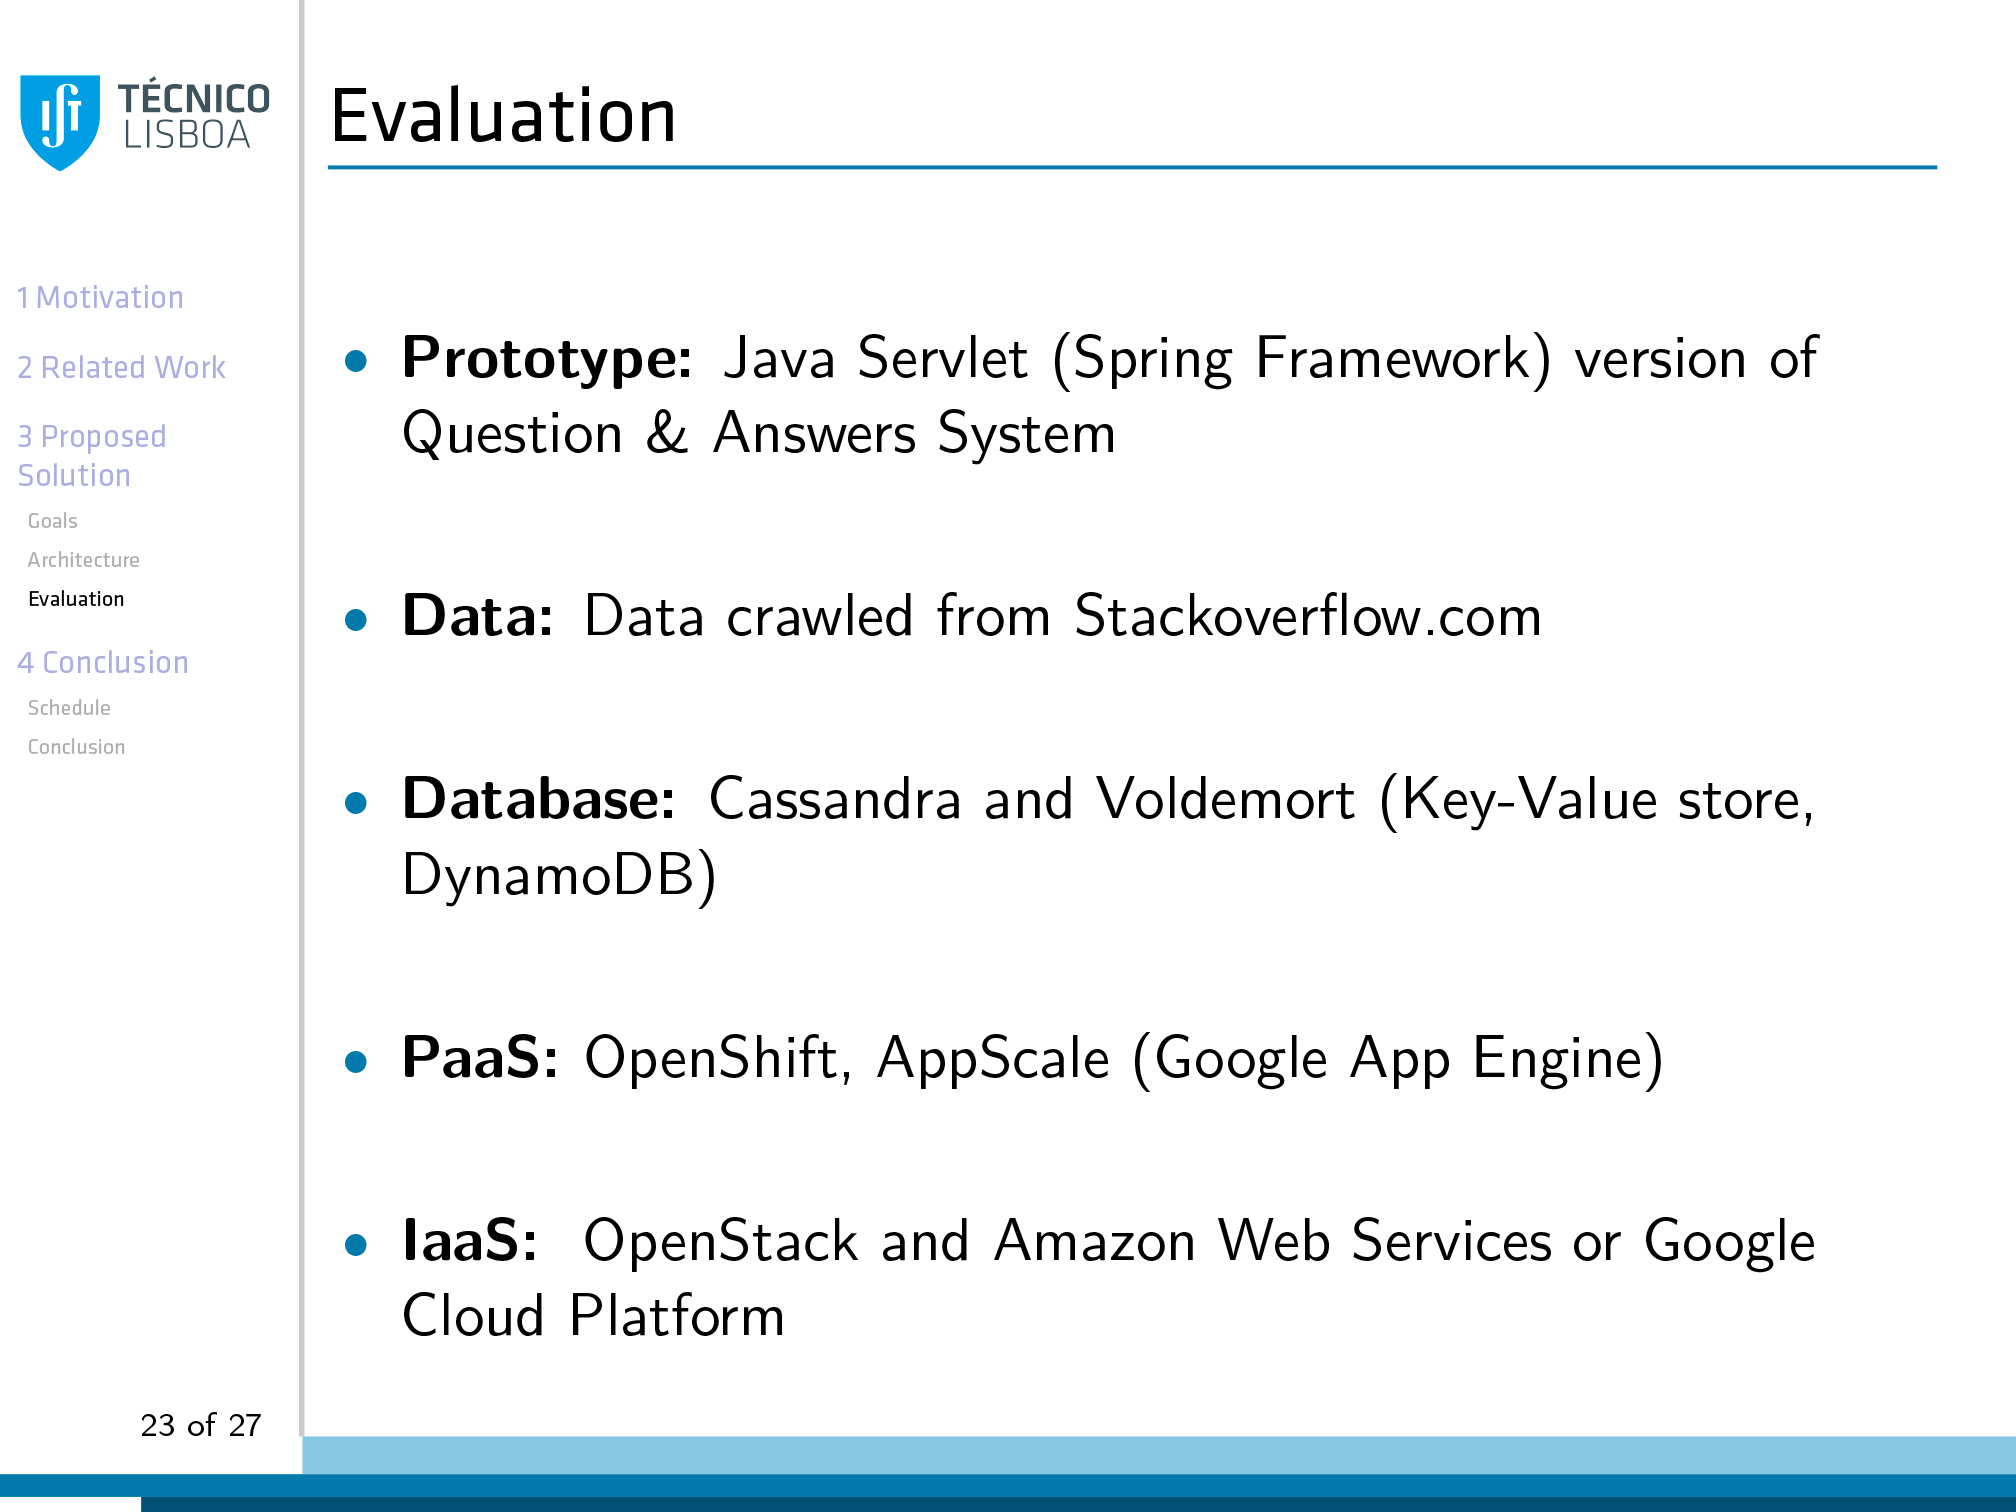 TÉCNICO
LISBOA
Evaluation
1 Motivation
2 Related Work
3 Proposed
Solution
Goals
Architecture
Evaluation
4 Conclusion
Schedule
Conclusion
• Prototype: Java Servlet (Spring Framework) version of
Question & Answers System
• Data: Data crawled from Stackoverflow.com
• Database: Cassandra and Voldemort (Key-Value store,
DynamoDB)
• PaaS: OpenShift, AppScale (Google App Engine)
• IaaS: OpenStack and Amazon Web Services or Google
Cloud Platform
23 of 27